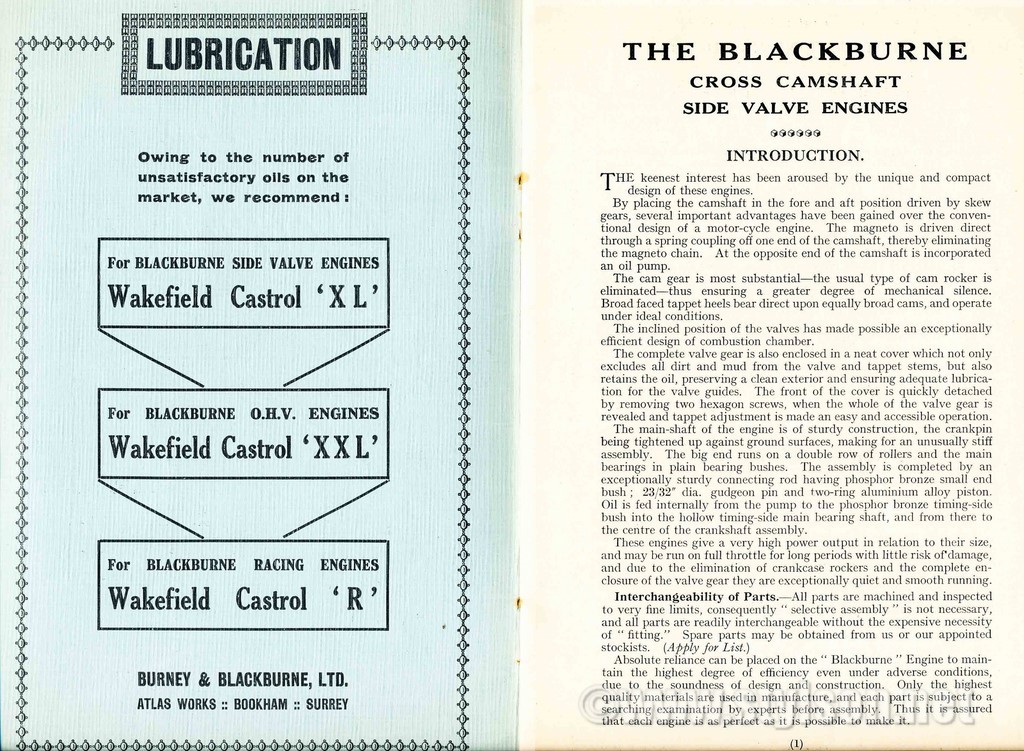 LUBRICATION
Owing to the number of
unsatisfactory oils on the
market, we recommend :
For BLACKBURNE SIDE VALVE ENGINES
Wakefield Castrol ‘XL’
For BLACKBURNE O.H.V. ENGINES
Wakefield Castrol ‘XXL’
For BLACKBURNE RACING ENGINES
Wakefield Castrol ‘R’
BURNEY & BLACKBURNE, LTD.
ATLAS WORKS :: BOOKHAM :: SURREY
THE BLACKBURNE
CROSS CAMSHAFT
SIDE VALVE ENGINES
INTRODUCTION.
THE keenest interest has been aroused by the unique and compact
design of these engines.
By placing the camshaft in the fore and aft position driven by skew
gears, several important advantages have been gained over the conven-
tional design of a motor-cycle engine. The magneto is driven direct
through a spring coupling off one end of the camshaft, thereby eliminating
the magneto chain. At the opposite end of the camshaft is incorporated
an oil pump.
The cam gear is most substantial—the usual type of cam rocker is
eliminated—thus ensuring a greater degree of mechanical silence.
Broad faced tappet heels bear direct upon equally broad cams, and operate
under ideal conditions.
The inclined position of the valves has made possible an exceptionally
efficient design of combustion chamber.
The complete valve gear is also enclosed in a neat cover which not only
excludes all dirt and mud from the valve and tappet stems, but also
retains the oil, preserving a clean exterior and ensuring adequate lubrica-
tion for the valve guides. The front of the cover is quickly detached
by removing two hexagon screws, when the whole of the valve gear is
revealed and tappet adjustment is made an easy and accessible operation.
The main-shaft of the engine is of sturdy construction, the crankpin
being tightened up against ground surfaces, making for an unusually stiff
assembly. The big end runs on a double row of rollers and the main
bearings in plain bearing bushes. The assembly is completed by an
exceptionally sturdy connecting rod having phosphor bronze small end
bush ; 23/32" dia. gudgeon pin and two-ring aluminium alloy piston.
Oil is fed internally from the pump to the phosphor bronze timing-side
bush into the hollow timing-side main bearing shaft, and from there to
the centre of the crankshaft assembly.
These engines give a very high power output in relation to their size,
and may be run on full throttle for long periods with little risk of damage,
and due to the elimination of crankcase rockers and the complete en-
closure of the valve gear they are exceptionally quiet and smooth running.
Interchangeability of Parts.—All parts are machined and inspected
to very fine limits, consequently “ selective assembly ” is not necessary,
and all parts are readily interchangeable without the expensive necessity
of “ fitting.” Spare parts may be obtained from us or our appointed
stockists. (Apply for List.)
Absolute reliance can be placed on the “ Blackburne ” Engine to main-
tain the highest degree of efficiency even under adverse conditions,
due to the soundness of design and construction. Only the highest
quality materials are used in manufacture, and each part is subject to a
searching examination by experts before assembly. Thus it is assured
that each engine is as perfect as it is possible to make it.
(1)